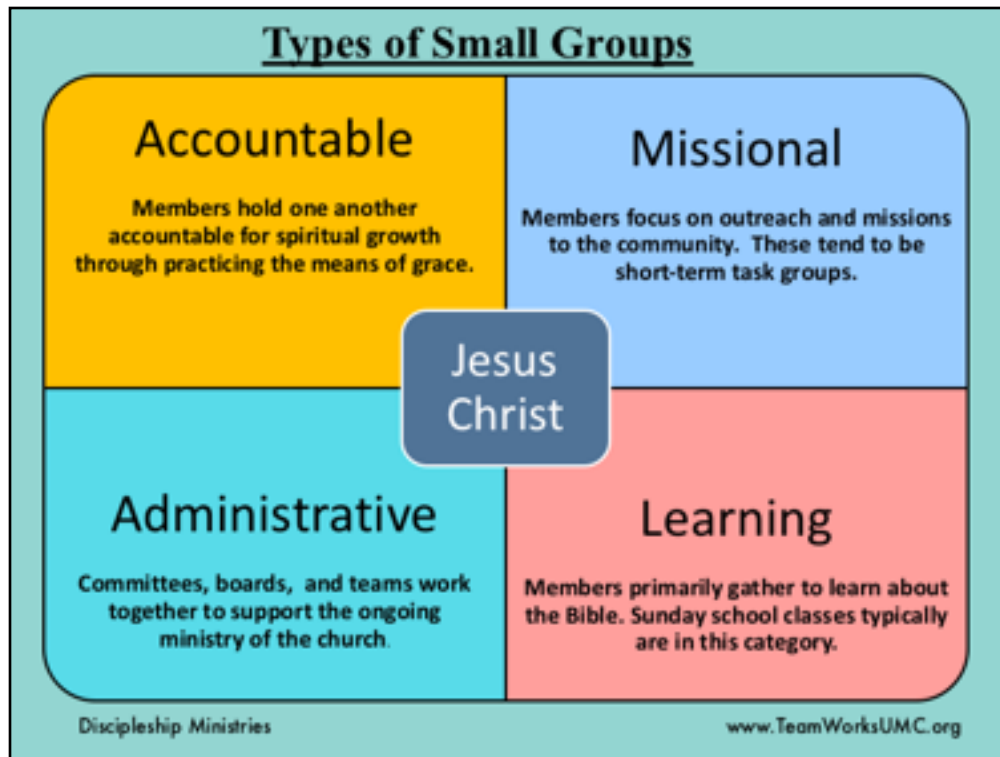 Types of Small Groups
Accountable
Members hold one another
accountable for spiritual growth
through practicing the means of grace.
Missional
Members focus on outreach and missions
to the community. These tend to be
short-term task groups.
Jesus
Christ
Administrative
Committees, boards, and teams work
together to support the ongoing
ministry of the church.
Learning
Members primarily gather to learn about
the Bible. Sunday school classes typically
are in this category.
Discipleship Ministries
www.TeamWorksUMC.org